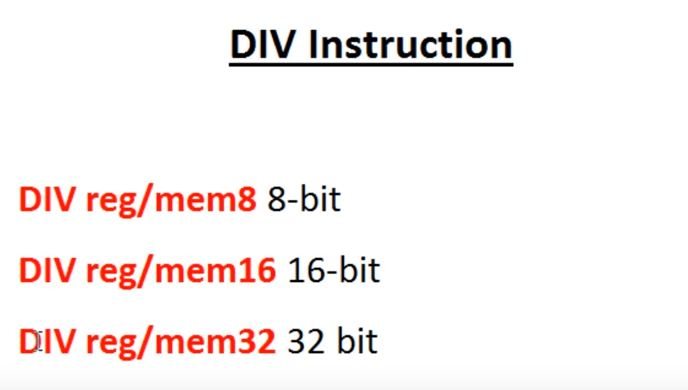 DIV Instruction
DIV reg/mem8 8-bit
DIV reg/mem16 16-bit
DIV reg/mem32 32 bit